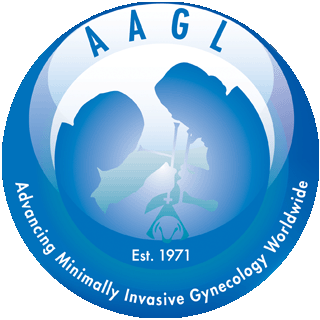 AAGL
Est. 1971
Advancing Minimally Invasive Gynecology Worldwide